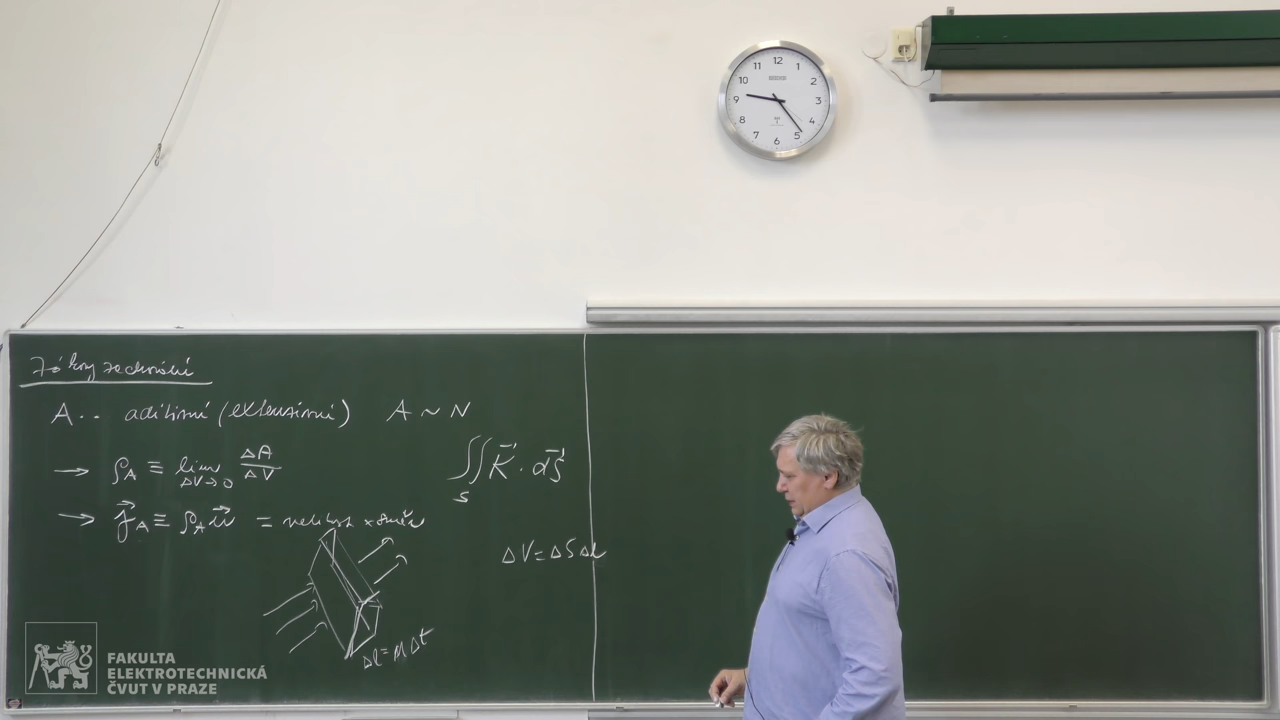 Zákony zachování
A.. aditivní (extenzivní) A ~ N
→ ρ_A ≡ lim_{ΔV→0} ΔA/ΔV
∬_S K⃗ · dS⃗
→ j⃗_A ≡ ρ_A u⃗ = velikost × směr
ΔV = ΔS Δl
Δl = u Δt
12 1 2 3 4 5 6 7 8 9 10 11
FAKULTA
ELEKTROTECHNICKÁ
ČVUT V PRAZE